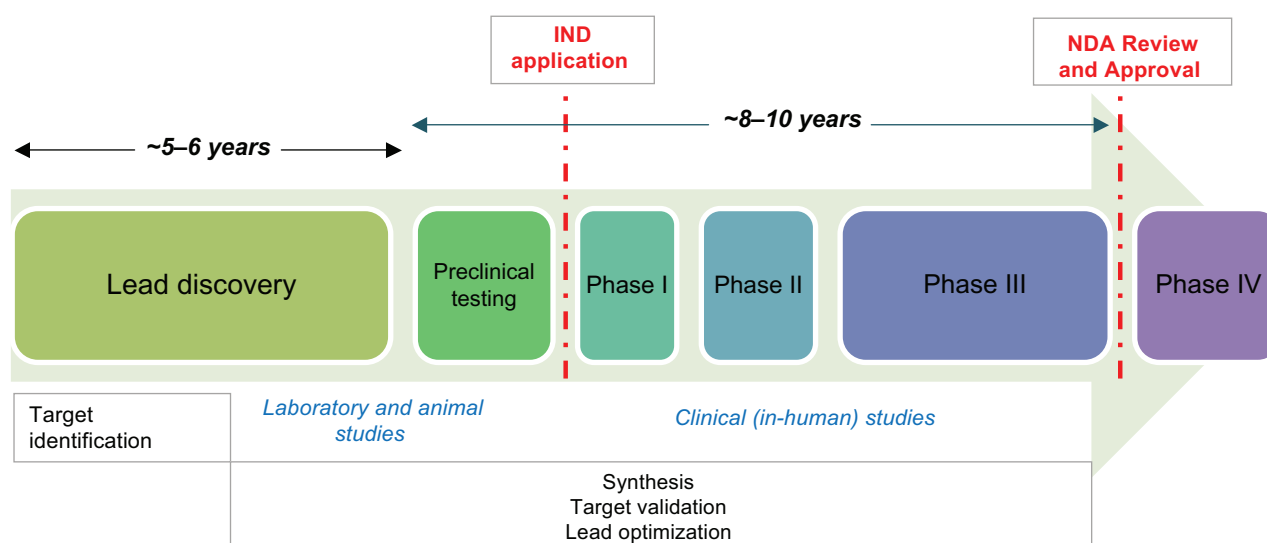 IND
application
NDA Review
and Approval
~5–6 years
~8–10 years
Lead discovery
Preclinical
testing
Phase I
Phase II
Phase III
Phase IV
Target
identification
Laboratory and animal
studies
Clinical (in-human) studies
Synthesis
Target validation
Lead optimization